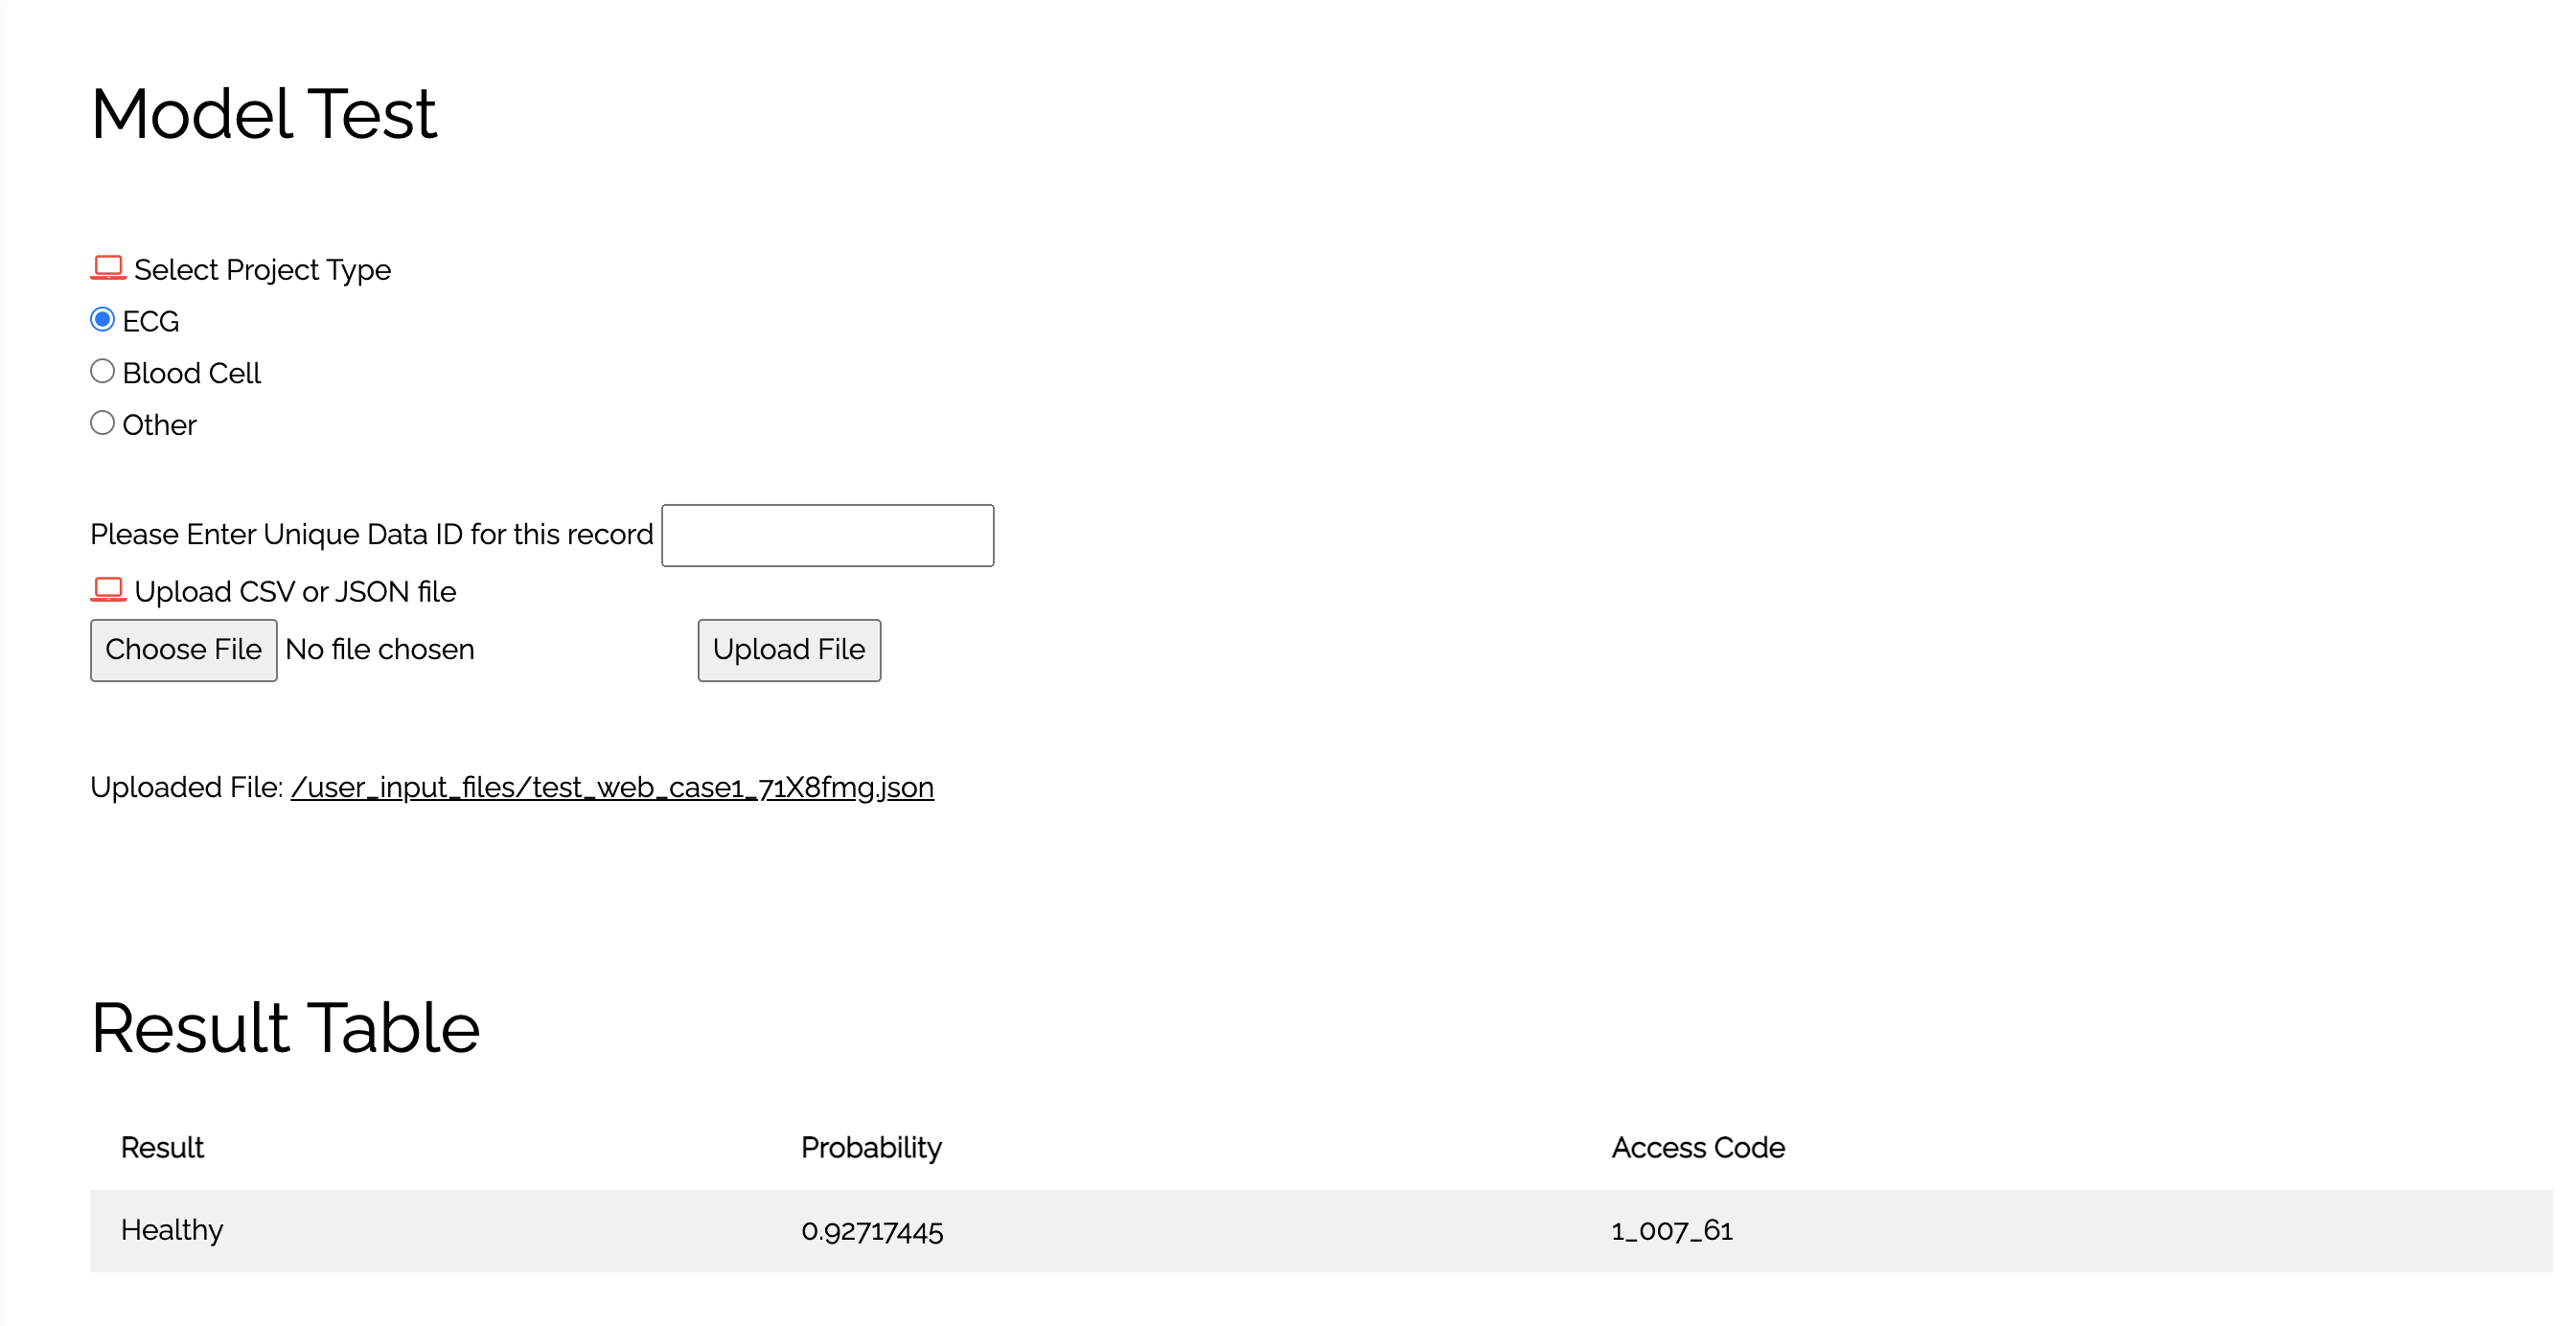 Model Test
Select Project Type
ECG
Blood Cell
Other
Please Enter Unique Data ID for this record
Upload CSV or JSON file
Choose File No file chosen Upload File
Uploaded File: /user_input_files/test_web_case1_71X8fmg.json
Result Table
Result Probability Access Code
Healthy 0.92717445 1_007_61